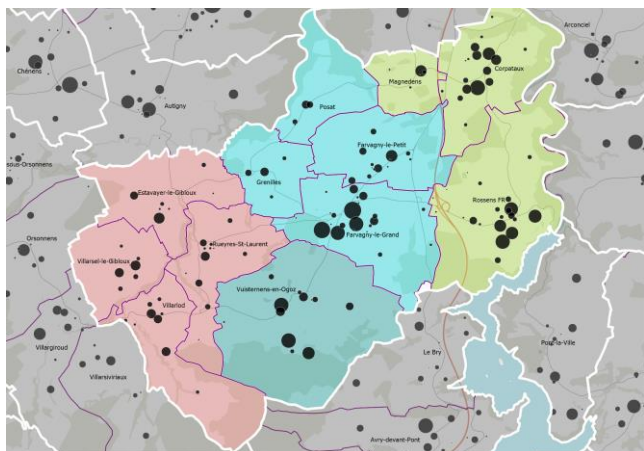 Arconciel
Chénens
Corpataux
Magnedens
Autigny
Posat
Farvagny-le-Petit
sous-Orsonnens
Grenilles
Estavayer-le-Gibloux
Rossens FR
Orsonnens
Farvagny-le-Grand
Rueyres-St-Laurent
Villarsel-le-Gibloux
Vuisternens-en-Ogoz
Villarlod
Villargiroud
Pont-la-Ville
Le Bry
Villarsiviriaux
Avry-devant-Pont